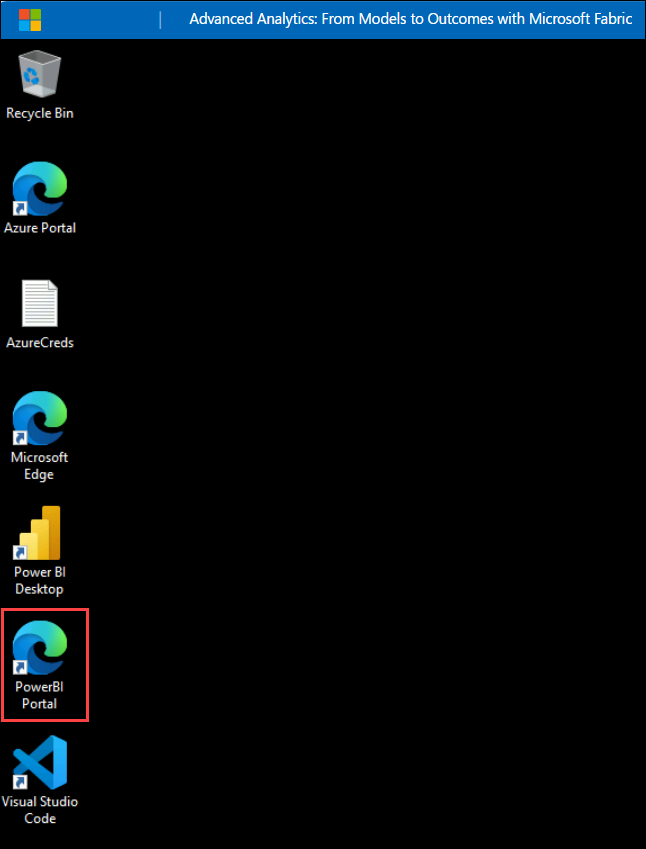 Advanced Analytics: From Models to Outcomes with Microsoft Fabric
Recycle Bin
Azure Portal
AzureCreds
Microsoft
Edge
Power BI
Desktop
PowerBI
Portal
Visual Studio
Code